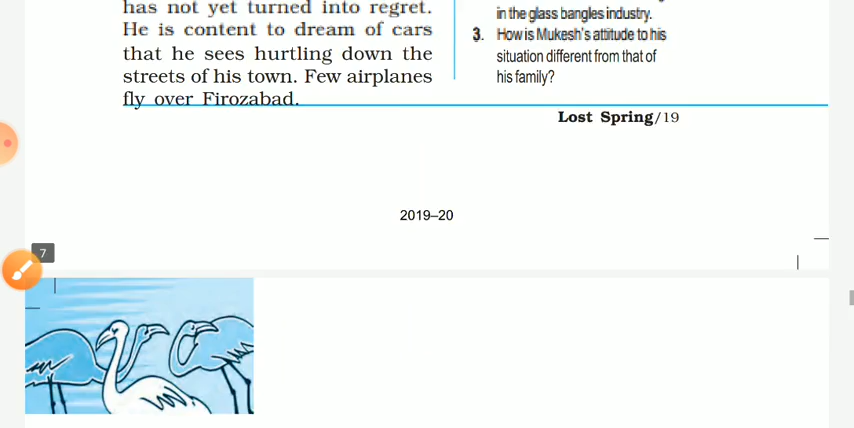 has not yet turned into regret.
He is content to dream of cars
that he sees hurtling down the
streets of his town. Few airplanes
fly over Firozabad.
in the glass bangles industry.
3. How is Mukesh's attitude to his
situation different from that of
his family?
Lost Spring/19
2019–20
7